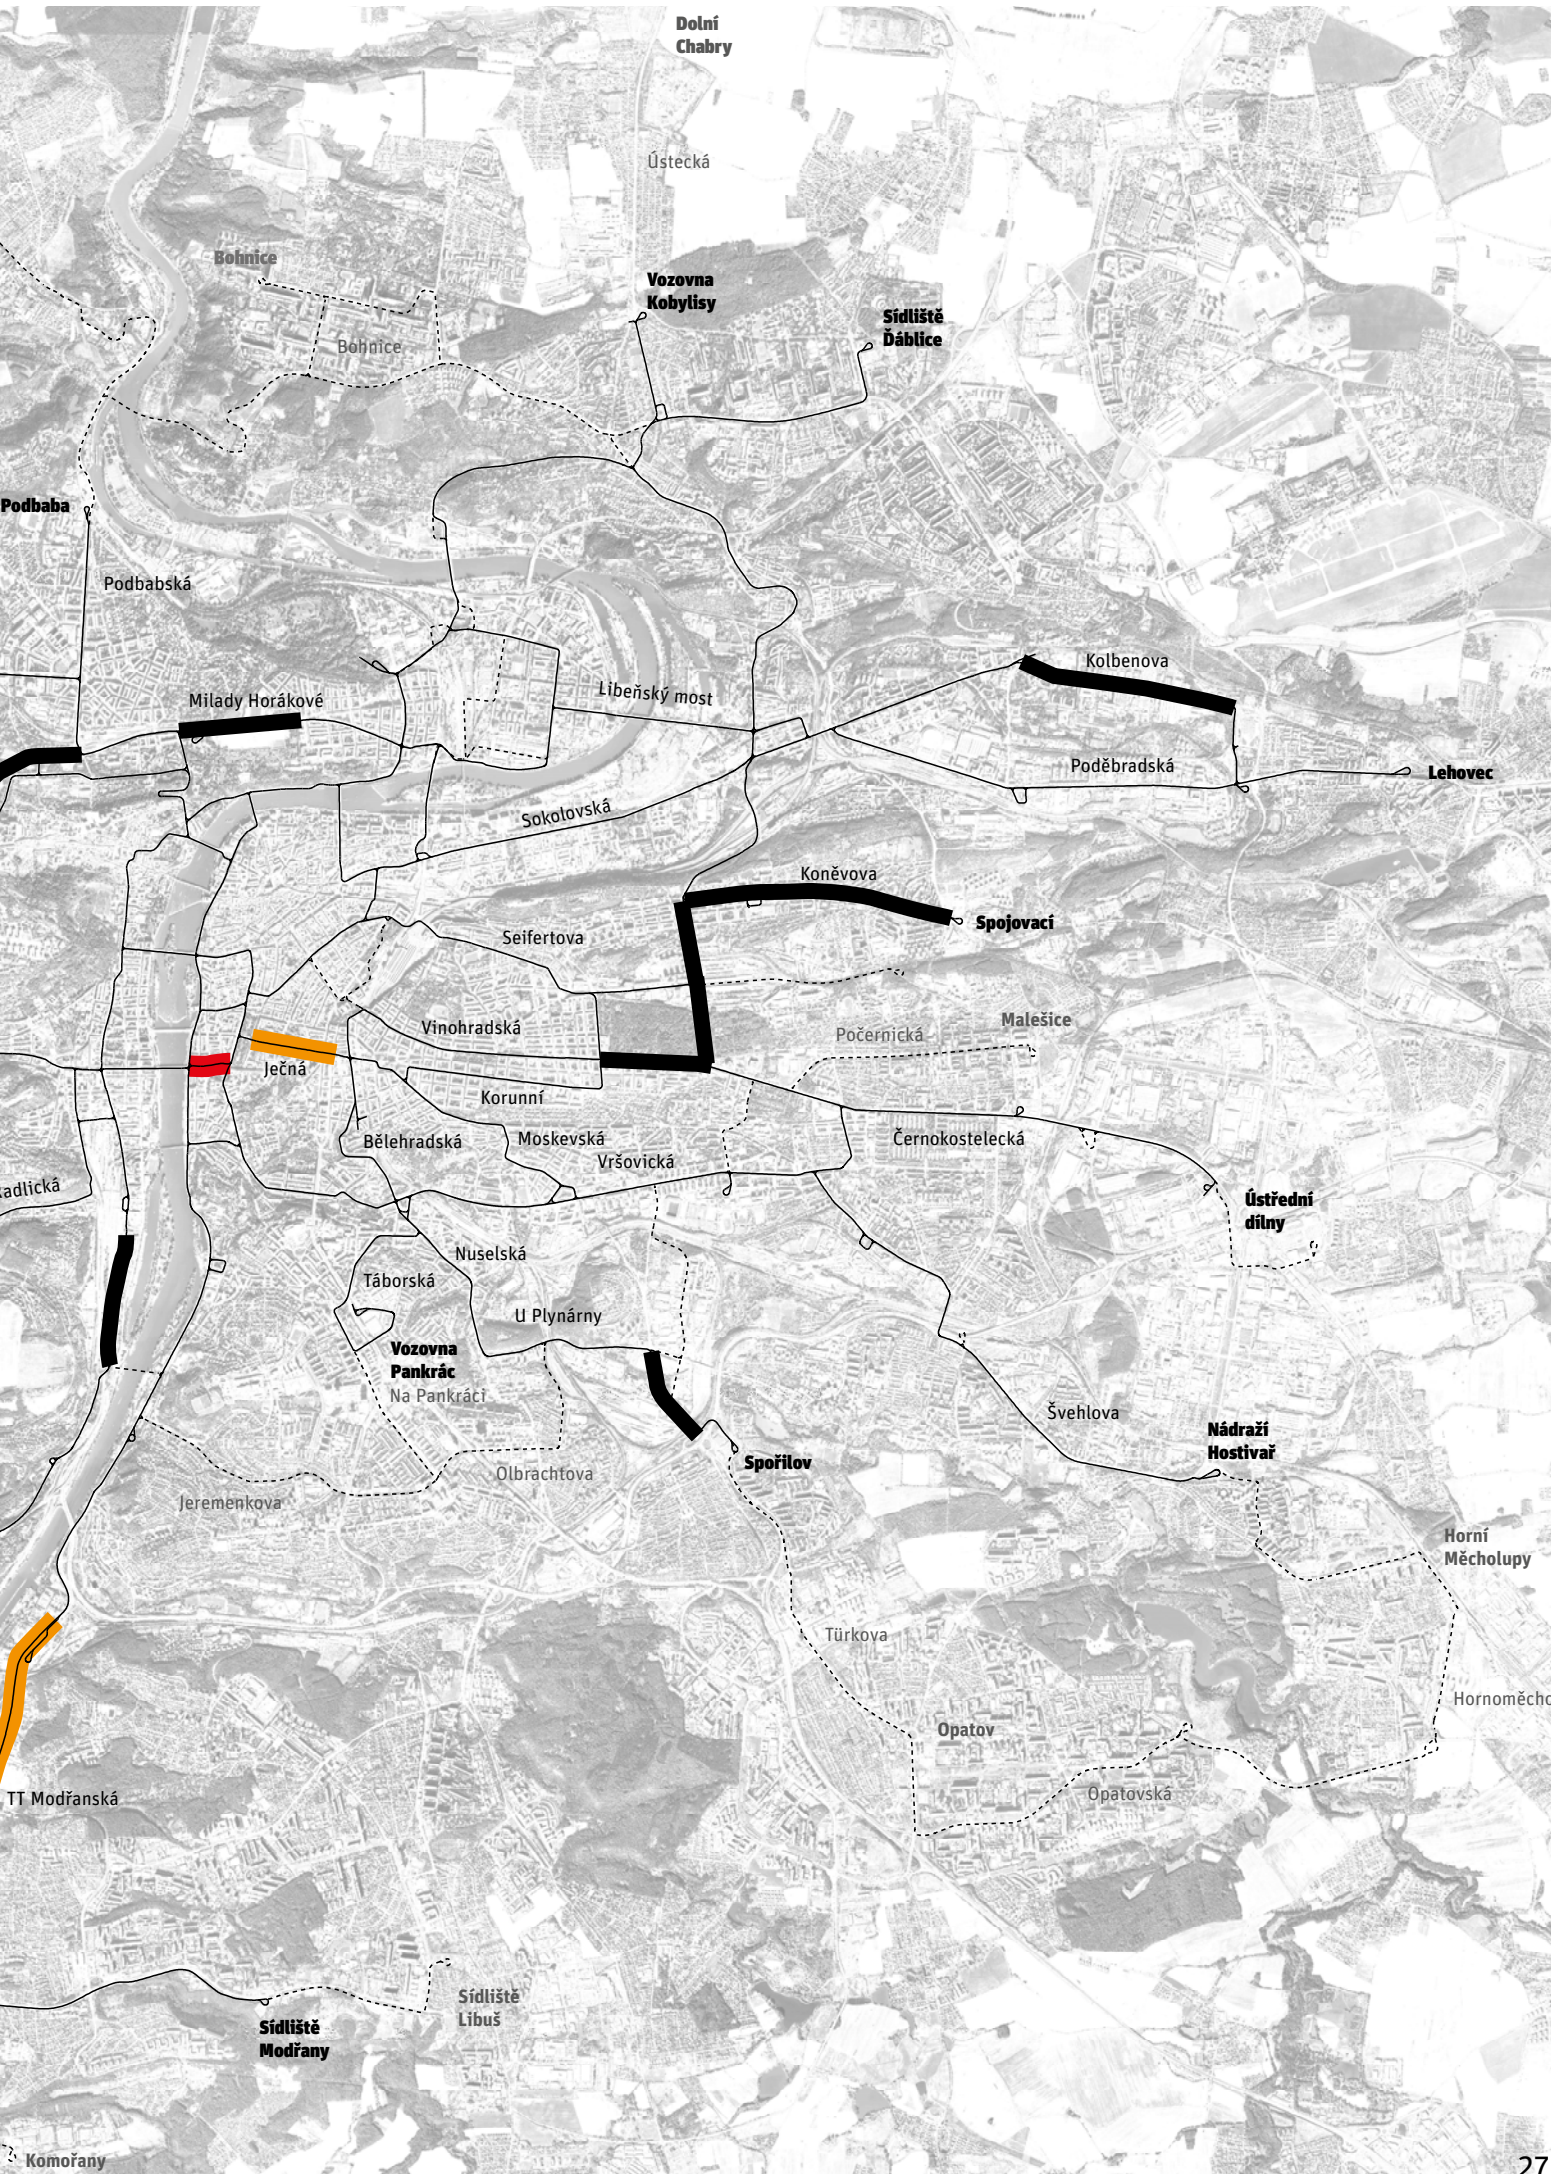 Dolní
Chabry
Ústecká
Bohnice
Vozovna
Kobylisy
Sídliště
Ďáblice
Bohnice
Podbaba
Podbabská
Kolbenova
Milady Horákové
Libeňský most
Poděbradská
Lehovec
Sokolovská
Koněvova
Spojovací
Seifertova
Vinohradská
Počernická
Malešice
Ječná
Korunní
Bělehradská
Moskevská
Vršovická
Černokostelecká
adlická
Ústřední
dílny
Nuselská
Táborská
U Plynárny
Vozovna
Pankrác
Na Pankráci
Švehlova
Nádraží
Hostivař
Spořilov
Olbrachtova
Jeremenkova
Horní
Měcholupy
Türkova
Hornoměcho
Opatov
Opatovská
TT Modřanská
Sídliště
Libuš
Sídliště
Modřany
Komořany
27